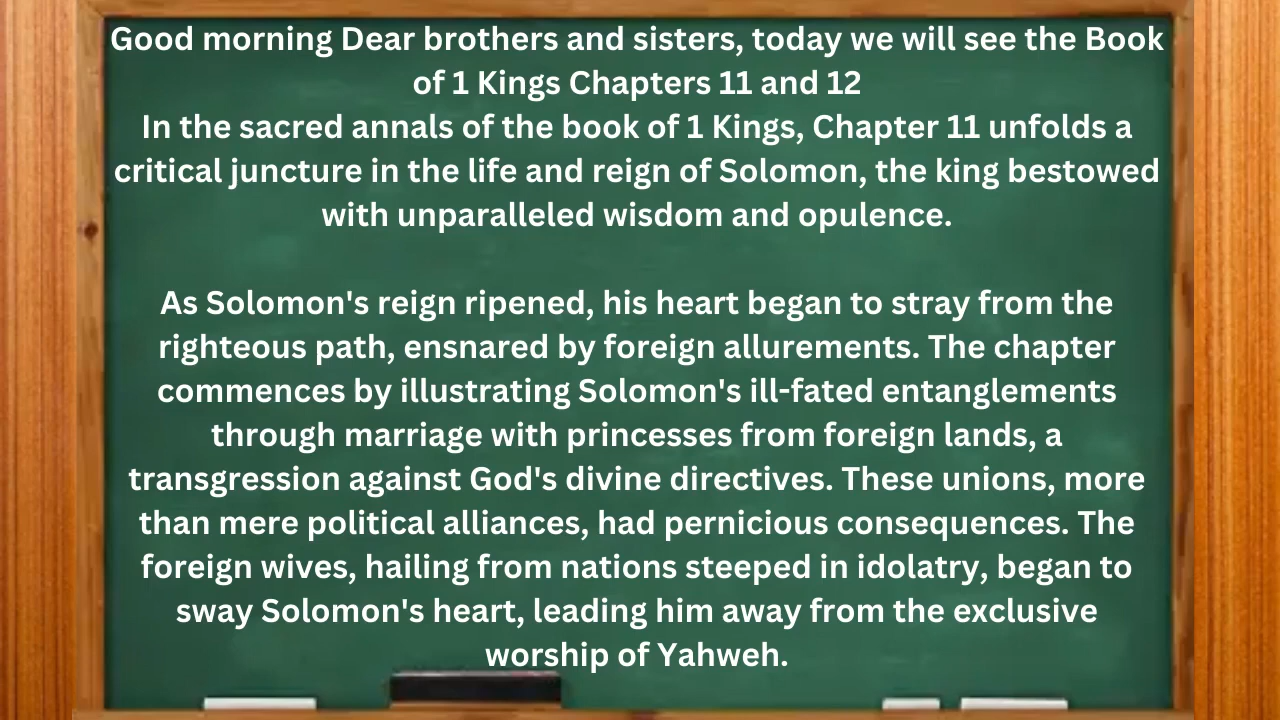 Good morning Dear brothers and sisters, today we will see the Book
of 1 Kings Chapters 11 and 12
In the sacred annals of the book of 1 Kings, Chapter 11 unfolds a
critical juncture in the life and reign of Solomon, the king bestowed
with unparalleled wisdom and opulence.
As Solomon's reign ripened, his heart began to stray from the
righteous path, ensnared by foreign allurements. The chapter
commences by illustrating Solomon's ill-fated entanglements
through marriage with princesses from foreign lands, a
transgression against God's divine directives. These unions, more
than mere political alliances, had pernicious consequences. The
foreign wives, hailing from nations steeped in idolatry, began to
sway Solomon's heart, leading him away from the exclusive
worship of Yahweh.